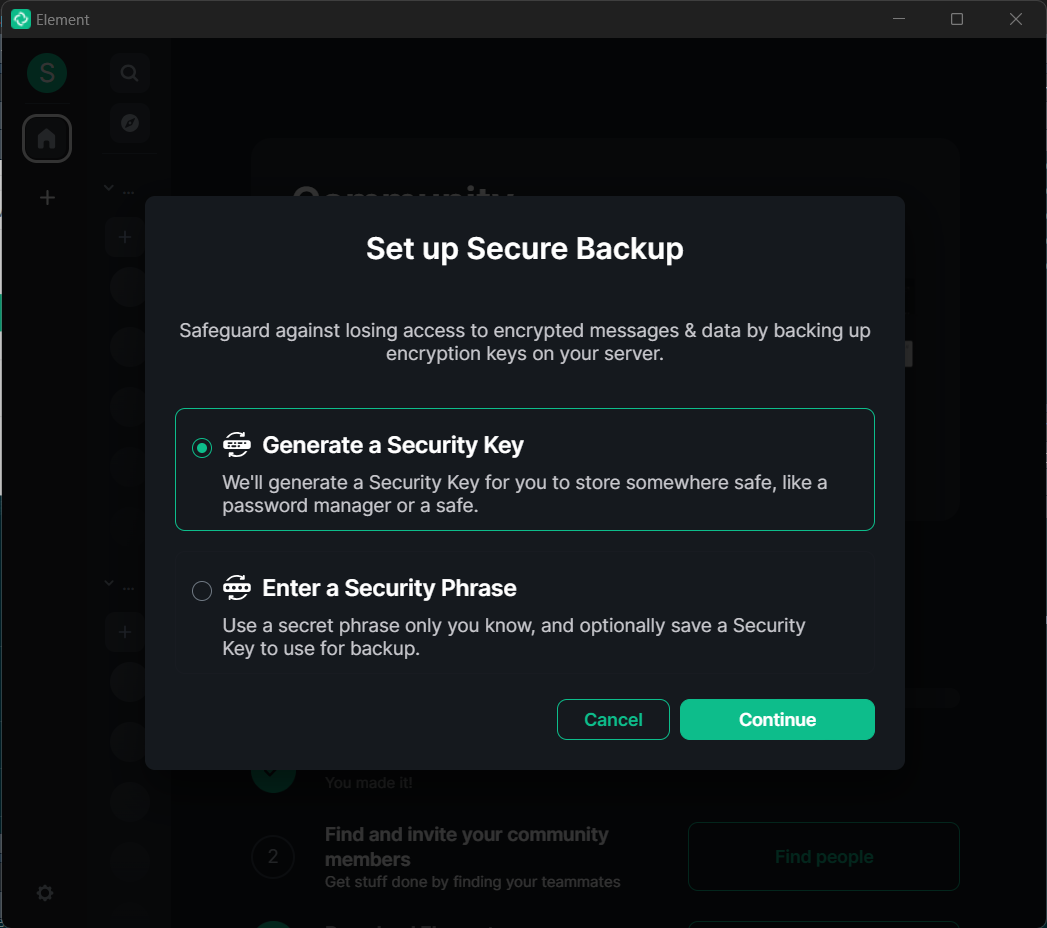 Element
S
Community
Set up Secure Backup
Safeguard against losing access to encrypted messages & data by backing up
encryption keys on your server.
Generate a Security Key
We'll generate a Security Key for you to store somewhere safe, like a
password manager or a safe.
Enter a Security Phrase
Use a secret phrase only you know, and optionally save a Security
Key to use for backup.
Cancel
Continue
You made it!
2
Find and invite your community
members
Get stuff done by finding your teammates
Find people